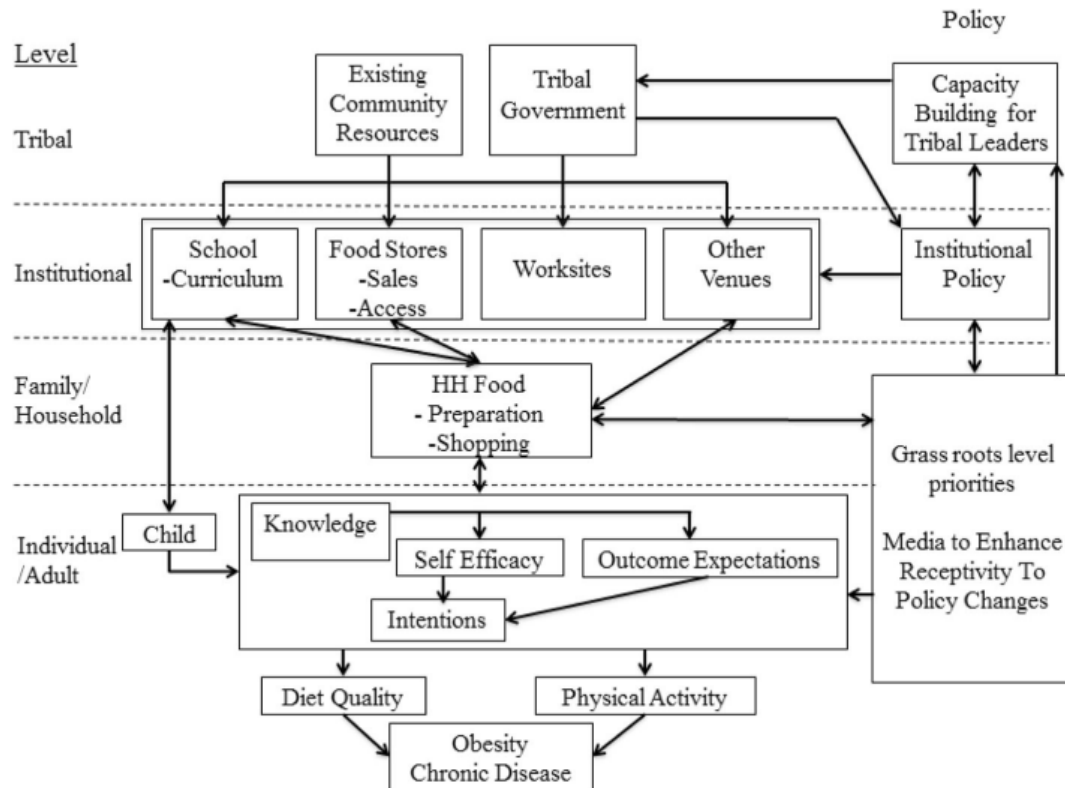 Policy
Level
Existing
Community
Resources
Tribal
Government
Capacity
Building for
Tribal Leaders
Tribal
Institutional
School
-Curriculum
Food Stores
-Sales
-Access
Worksites
Other
Venues
Institutional
Policy
Family/
Household
HH Food
- Preparation
-Shopping
Grass roots level
priorities
Media to Enhance
Receptivity To
Policy Changes
Individual
/Adult
Child
Knowledge
Self Efficacy
Outcome Expectations
Intentions
Diet Quality
Physical Activity
Obesity
Chronic Disease